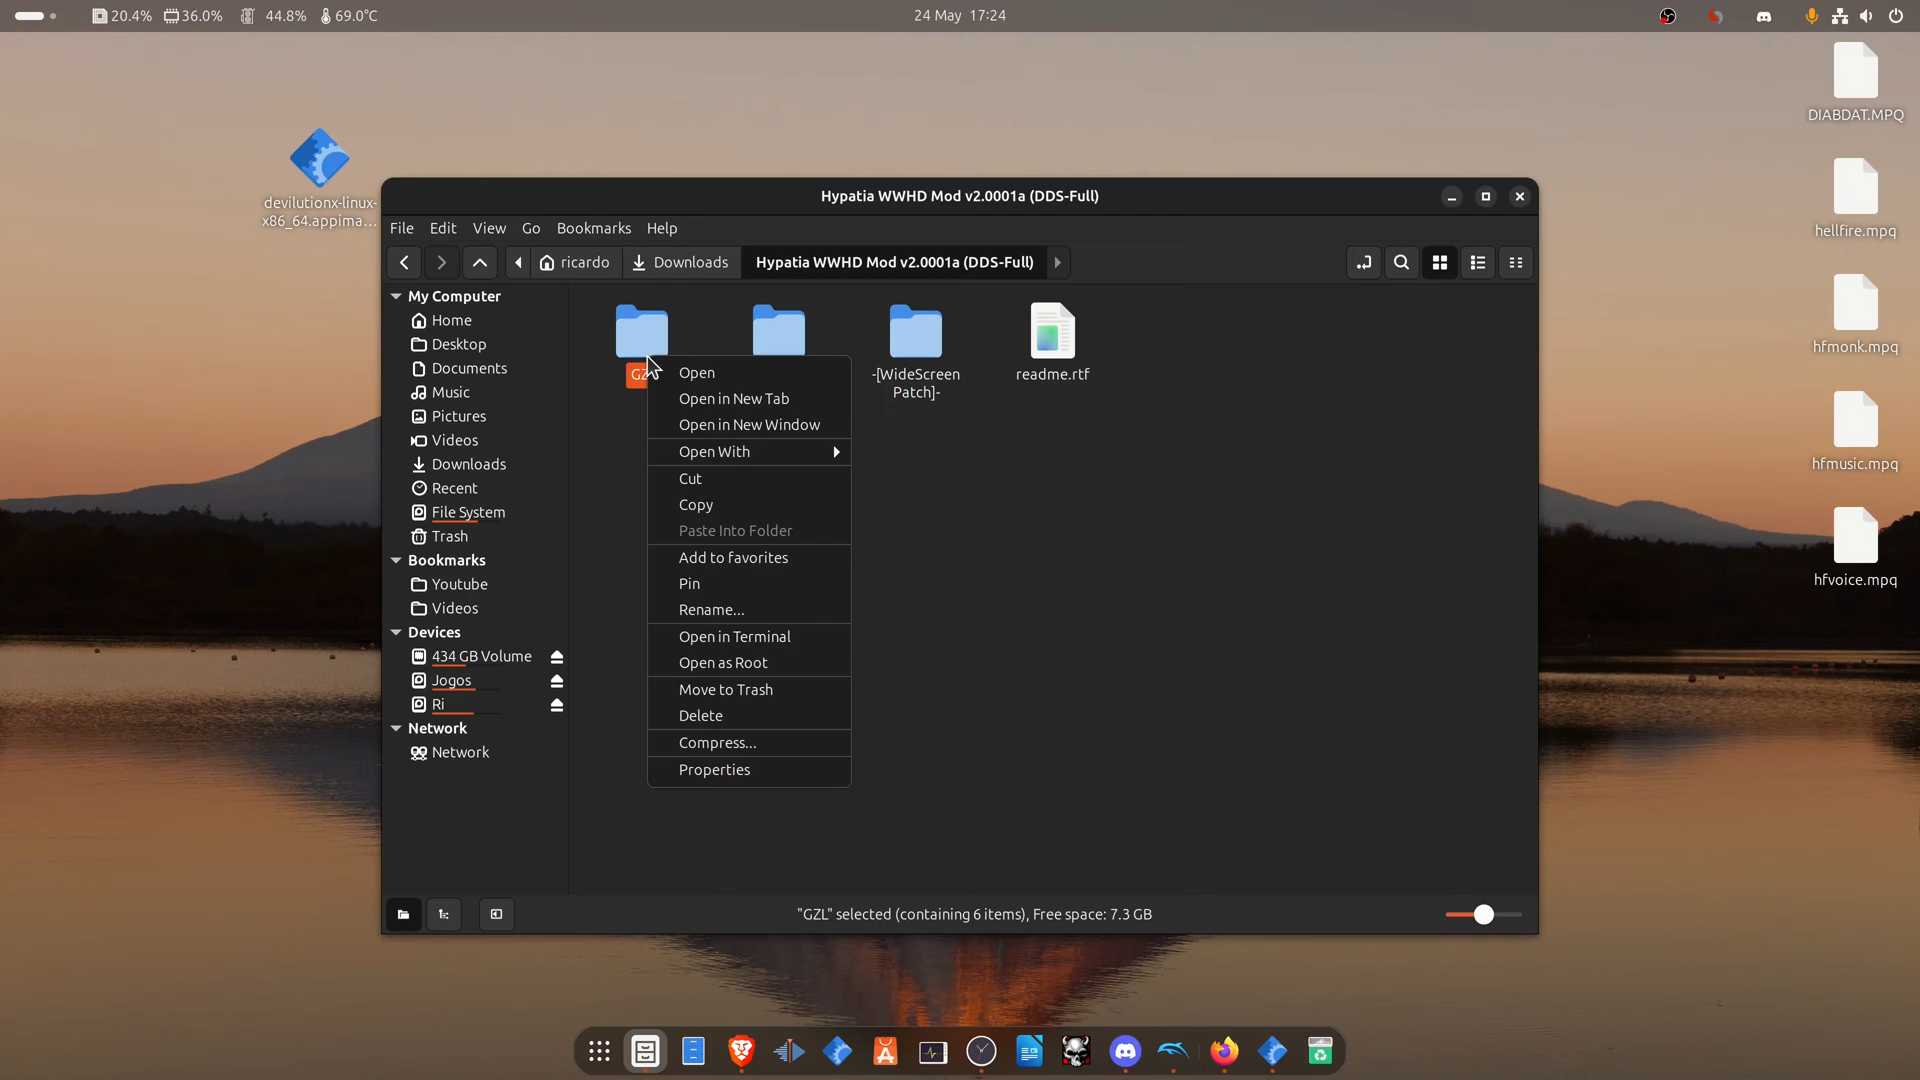 20.4% 36.0% 44.8% 69.0°C
24 May 17:24
DIABDAT.MPQ
devilutionx-linux-
x86_64.appima...
hellfire.mpq
hfmonk.mpq
hfmusic.mpq
hfvoice.mpq
Hypatia WWHD Mod v2.0001a (DDS-Full)
File Edit View Go Bookmarks Help
ricardo Downloads Hypatia WWHD Mod v2.0001a (DDS-Full)
My Computer
Home
Desktop
Documents
Music
Pictures
Videos
Downloads
Recent
File System
Trash
Bookmarks
Youtube
Videos
Devices
434 GB Volume
Jogos
Ri
Network
Network
-[WideScreen
Patch]-
readme.rtf
Open
Open in New Tab
Open in New Window
Open With
Cut
Copy
Paste Into Folder
Add to favorites
Pin
Rename...
Open in Terminal
Open as Root
Move to Trash
Delete
Compress...
Properties
"GZL" selected (containing 6 items), Free space: 7.3 GB